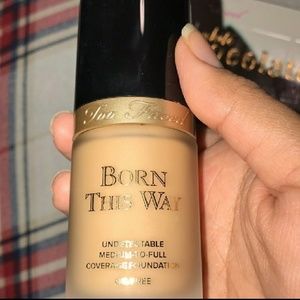 Too Faced
BORN
THIS WAY
UNDETECTABLE
MEDIUM-TO-FULL
COVERAGE FOUNDATION